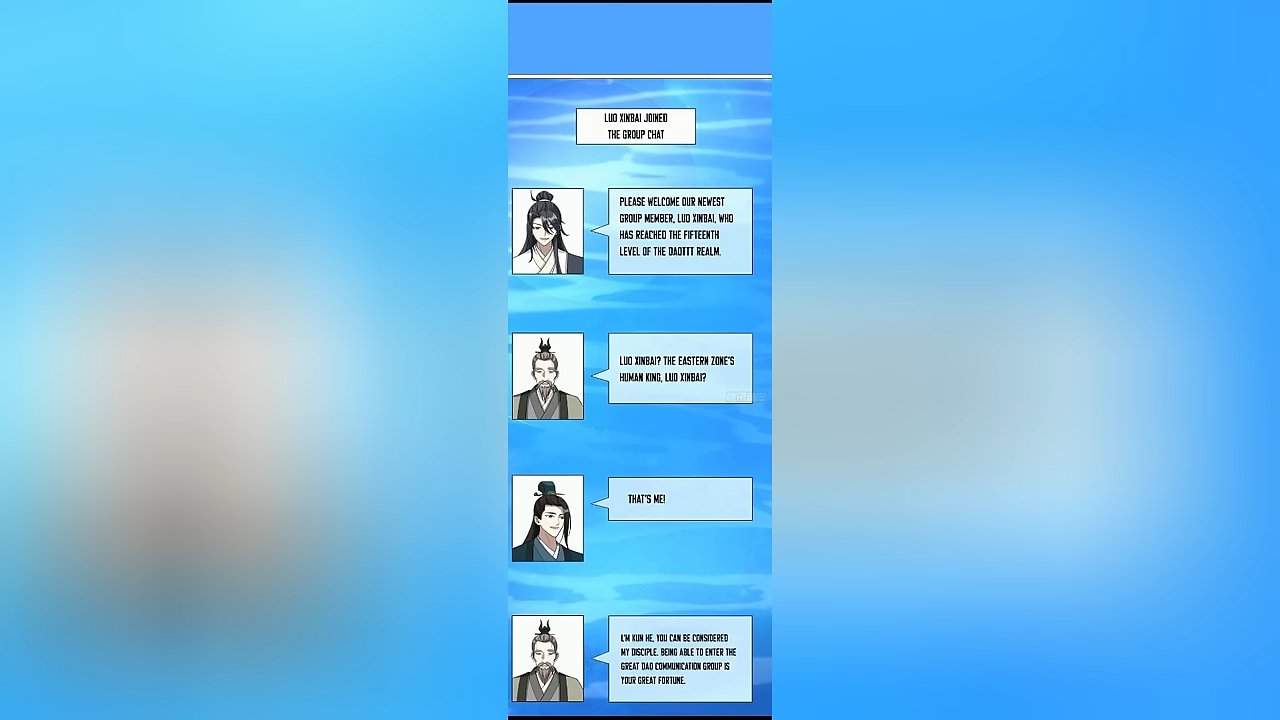 LUO XINBAI JOINED
THE GROUP CHAT
PLEASE WELCOME OUR NEWEST
GROUP MEMBER, LUO XINBAI, WHO
HAS REACHED THE FIFTEENTH
LEVEL OF THE DAOTTT REALM.
LUO XINBAI? THE EASTERN ZONE'S
HUMAN KING, LUO XINBAI?
THAT'S ME!
I'M KUN HE, YOU CAN BE CONSIDERED
MY DISCIPLE. BEING ABLE TO ENTER THE
GREAT DAO COMMUNICATION GROUP IS
YOUR GREAT FORTUNE.